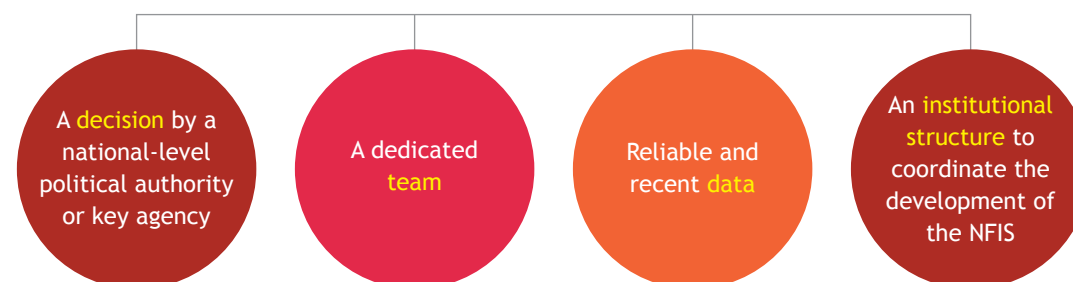 A decision by a
national-level
political authority
or key agency
A dedicated
team
Reliable and
recent data
An institutional
structure to
coordinate the
development of
the NFIS